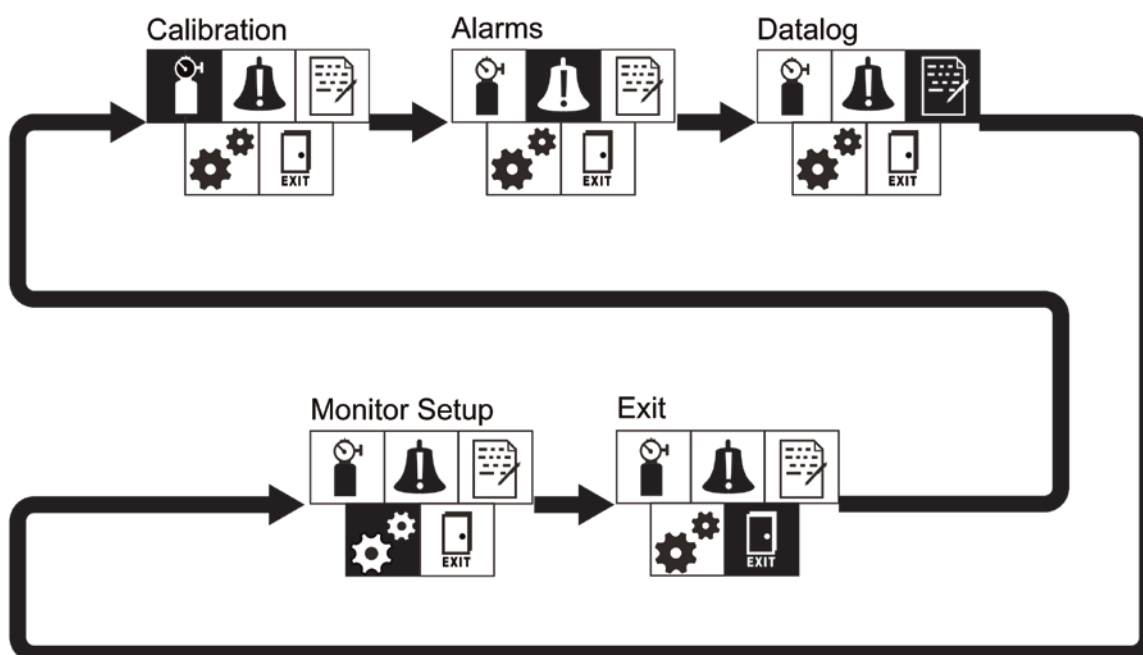 Calibration
Alarms
Datalog
EXIT
EXIT
EXIT
Monitor Setup
Exit
EXIT
EXIT